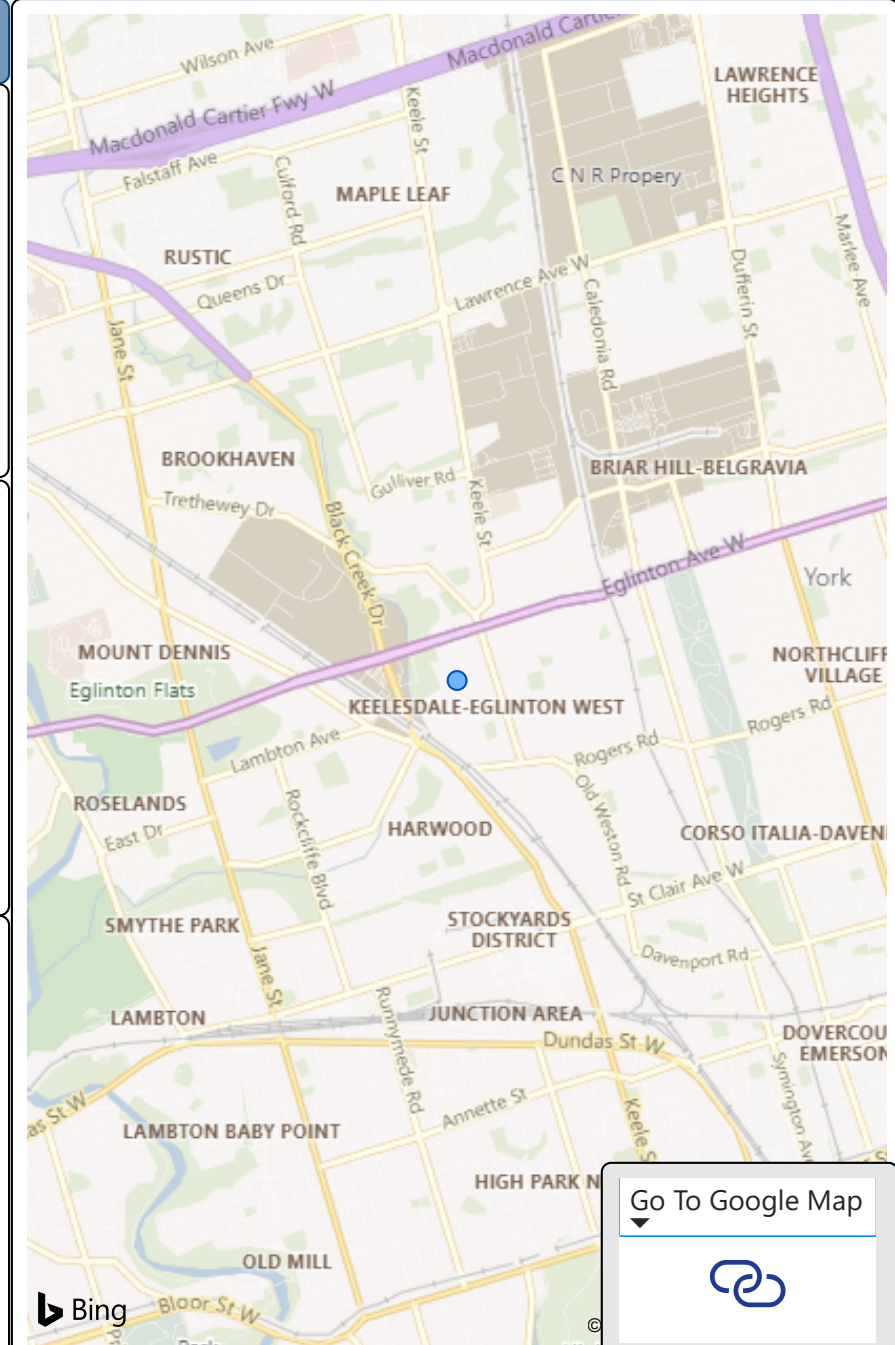 Wilson Ave
Macdonald Cartier
LAWRENCE
HEIGHTS
Macdonald Cartier Fwy W
Keele St
Falstaff Ave
Culford Rd
C N R Propery
MAPLE LEAF
Marlee Ave
RUSTIC
Queens Dr
Lawrence Ave W
Dufferin St
Caledonia Rd
Jane St
BROOKHAVEN
Gulliver Rd
BRIAR HILL-BELGRAVIA
Trethewey Dr
Keele St
Black Creek Dr
Eglinton Ave W
York
MOUNT DENNIS
Eglinton Flats
NORTHCLIFF
VILLAGE
KEELESDALE-EGLINTON WEST
Rogers Rd
Rogers Rd
Lambton Ave
Old Weston Rd
ROSELANDS
Rockcliffe Blvd
East Dr
HARWOOD
CORSO ITALIA-DAVEN
St Clair Ave W
SMYTHE PARK
STOCKYARDS
DISTRICT
Davenport Rd
Jane St
LAMBTON
Runnymede Rd
JUNCTION AREA
Dundas St W
DOVERCOU
EMERSON
Symington Ave
as St W
Annette St
Keele S
LAMBTON BABY POINT
HIGH PARK N
Go To Google Map
OLD MILL
Bing
Bloor St W
©